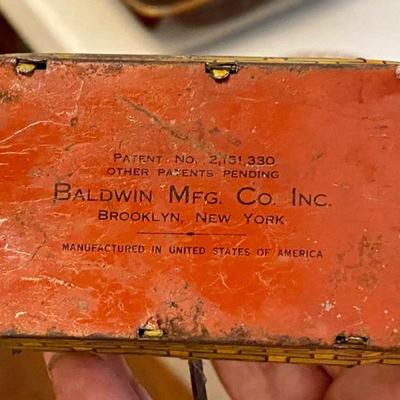 PATENT NO. 2,151,330
OTHER PATENTS PENDING
BALDWIN MFG. CO. INC.
BROOKLYN, NEW YORK
MANUFACTURED IN UNITED STATES OF AMERICA